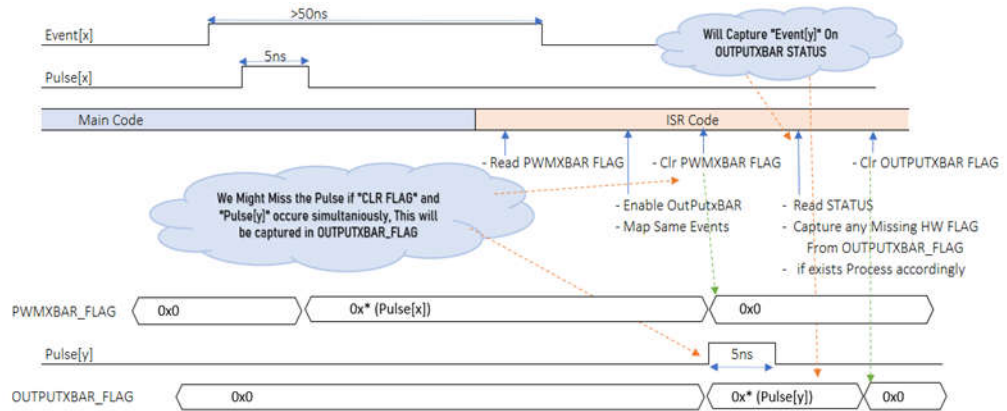 >50ns
Event[x]
Will Capture "Event[y]" On
OUTPUTXBAR STATUS
5ns
Pulse[x]
Main Code
ISR Code
- Read PWMXBAR FLAG
- Clr PWMXBAR FLAG
- Clr OUTPUTXBAR FLAG
We Might Miss the Pulse if "CLR FLAG" and
"Pulse[y]" occure simultaniously, This will
be captured in OUTPUTXBAR_FLAG
- Enable OutPutxBAR
- Map Same Events
- Read STATUS
- Capture any Missing HW FLAG
From OUTPUTXBAR_FLAG
- if exists Process accordingly
PWMXBAR_FLAG
0x0
0x* (Pulse[x])
0x0
Pulse[y]
5ns
OUTPUTXBAR_FLAG
0x0
0x* (Pulse[y])
0x0